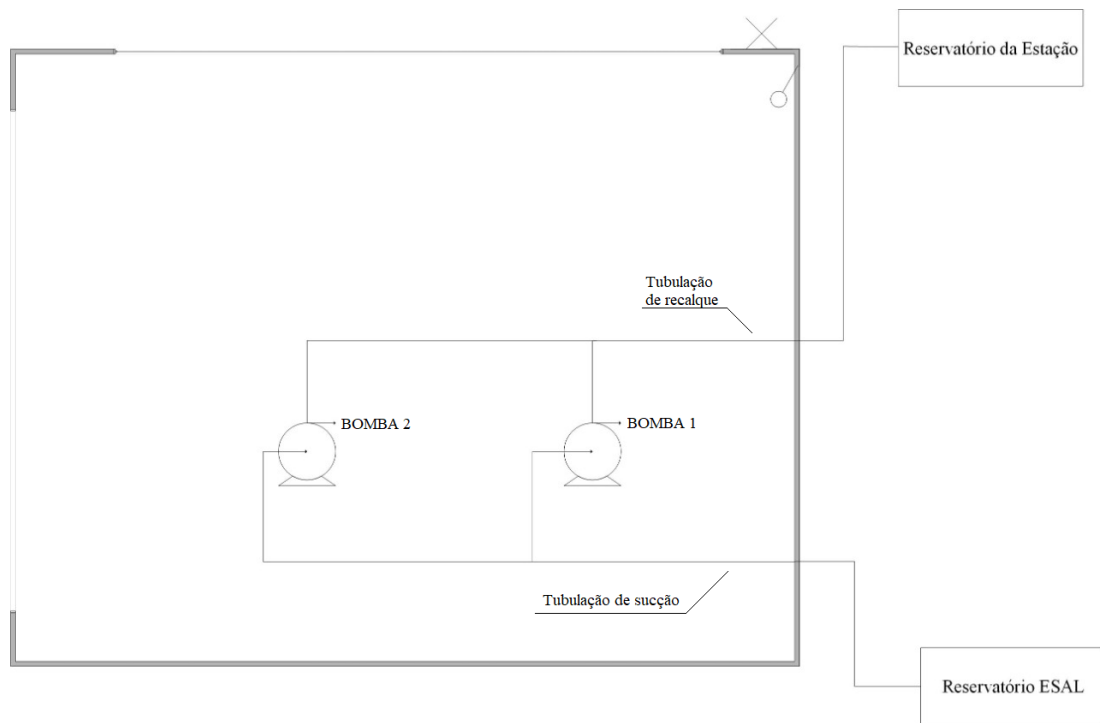 Reservatório da Estação
Tubulação
de recalque
BOMBA 2
BOMBA 1
Tubulação de sucção
Reservatório ESAL